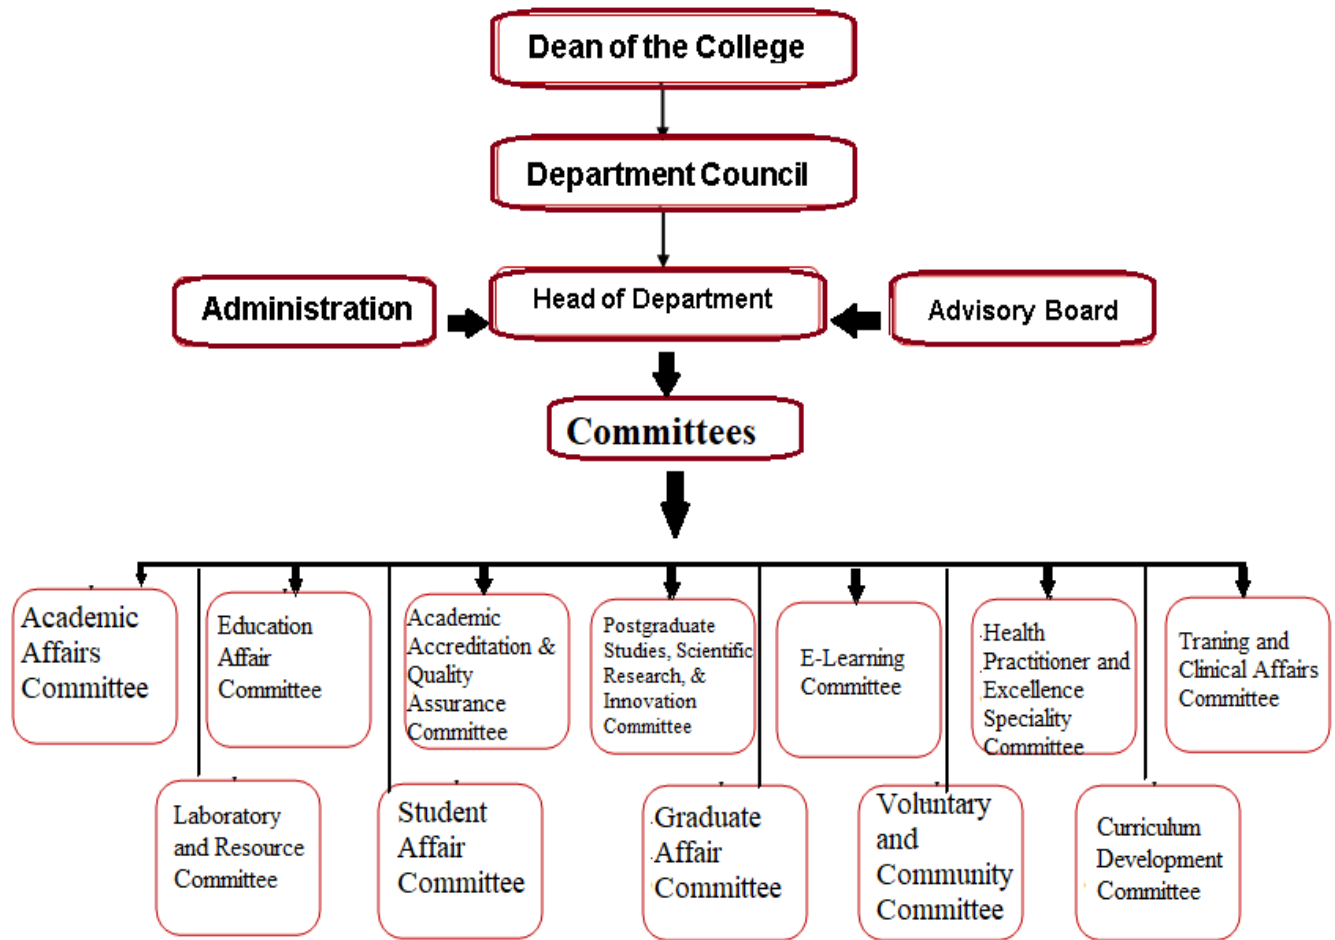 Dean of the College
Department Council
Administration
Head of Department
Advisory Board
Committees
Academic
Affairs
Committee
Education
Affair
Committee
Academic
Accreditation &
Quality
Assurance
Committee
Postgraduate
Studies, Scientific
Research, &
Innovation
Committee
E-Learning
Committee
Health
Practitioner and
Excellence
Speciality
Committee
Traning and
Clinical Affairs
Committee
Laboratory
and Resource
Committee
Student
Affair
Committee
Graduate
Affair
Committee
Voluntary
and
Community
Committee
Curriculum
Development
Committee